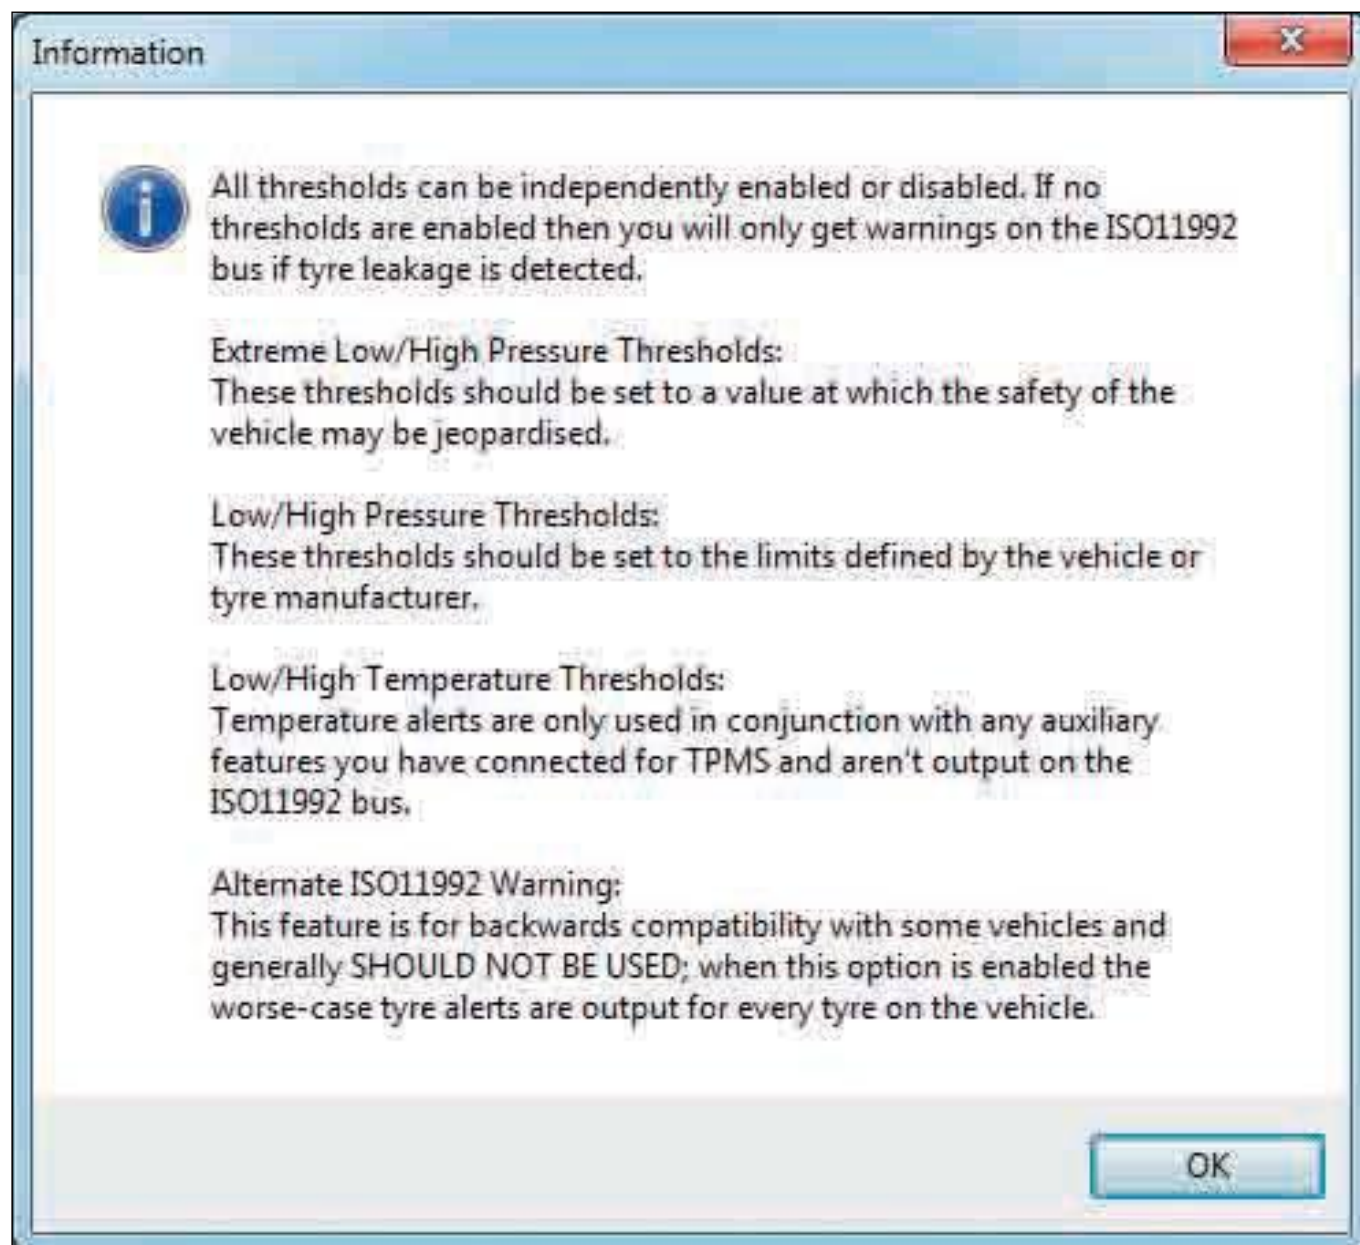 Information
All thresholds can be independently enabled or disabled. If no
thresholds are enabled then you will only get warnings on the ISO11992
bus if tyre leakage is detected.
Extreme Low/High Pressure Thresholds:
These thresholds should be set to a value at which the safety of the
vehicle may be jeopardised.
Low/High Pressure Thresholds:
These thresholds should be set to the limits defined by the vehicle or
tyre manufacturer.
Low/High Temperature Thresholds:
Temperature alerts are only used in conjunction with any auxiliary
features you have connected for TPMS and aren't output on the
ISO11992 bus.
Alternate ISO11992 Warning:
This feature is for backwards compatibility with some vehicles and
generally SHOULD NOT BE USED; when this option is enabled the
worse-case tyre alerts are output for every tyre on the vehicle.
OK